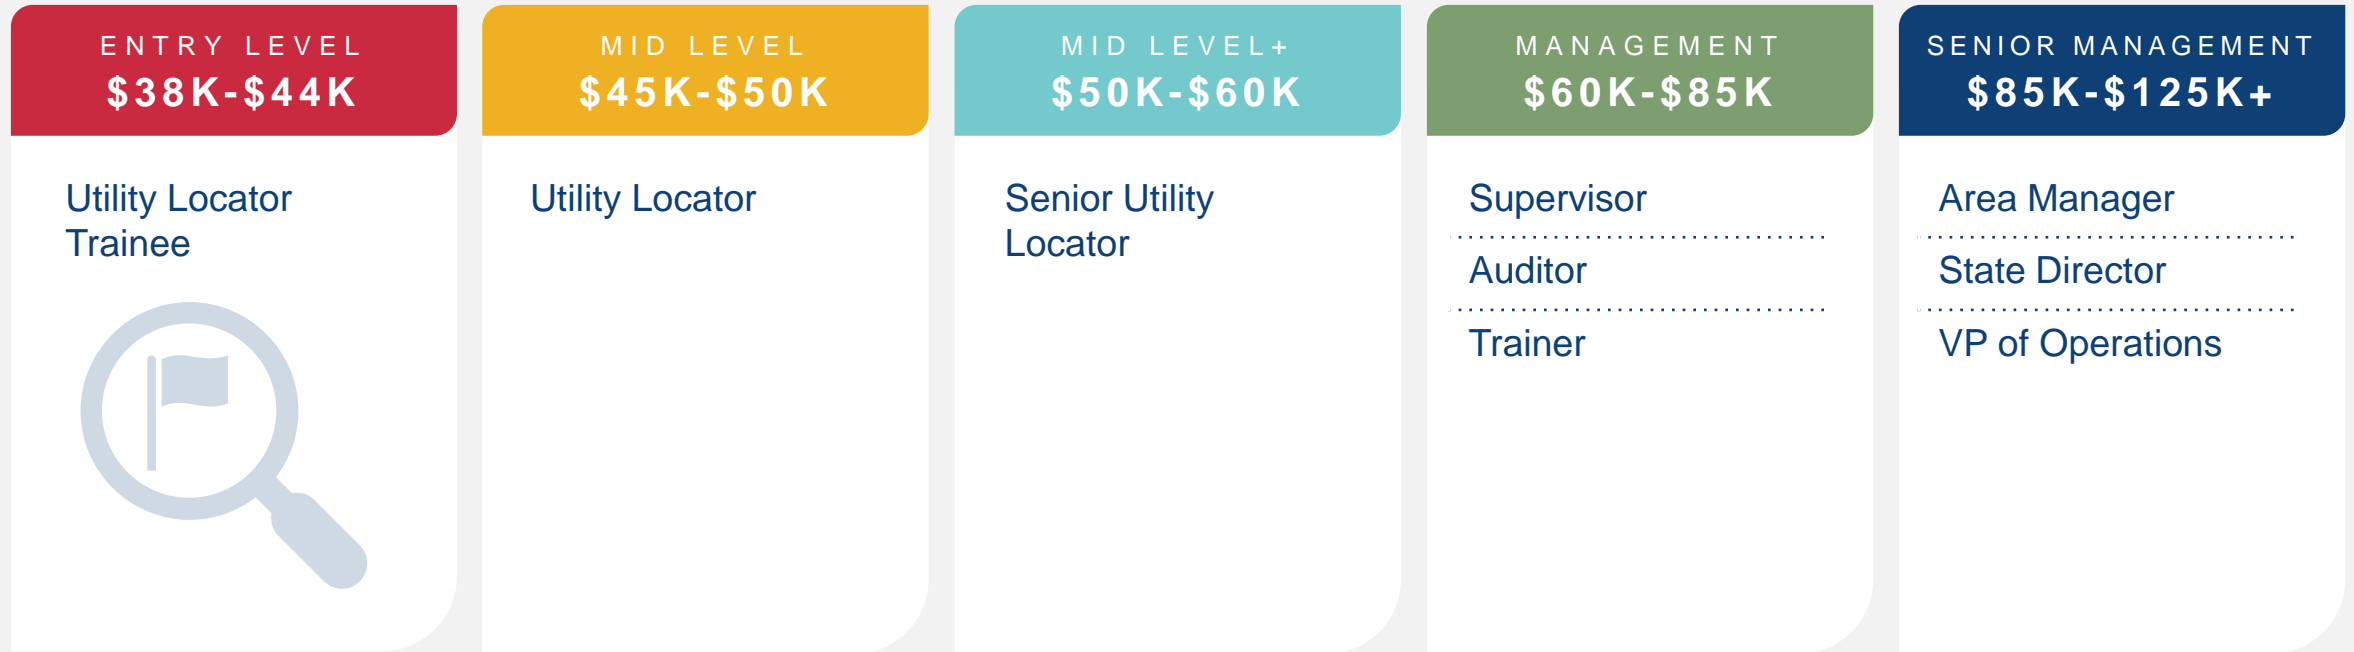 ENTRY LEVEL
$38K-$44K
Utility Locator
Trainee
MID LEVEL
$45K-$50K
Utility Locator
MID LEVEL+
$50K-$60K
Senior Utility
Locator
MANAGEMENT
$60K-$85K
Supervisor
Auditor
Trainer
SENIOR MANAGEMENT
$85K-$125K+
Area Manager
State Director
VP of Operations